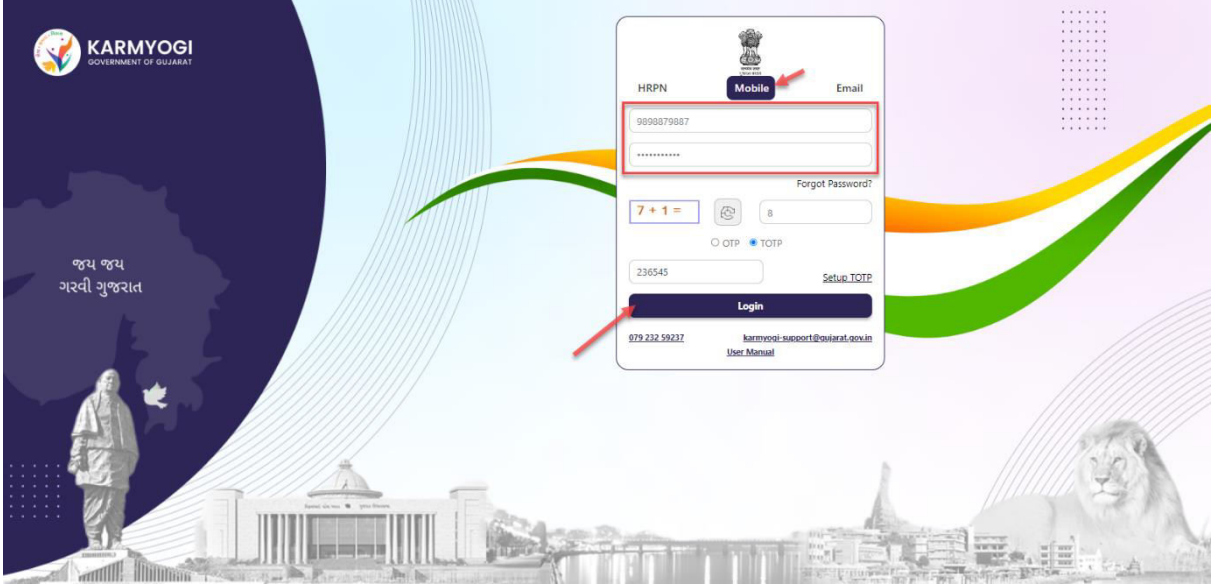 KARMYOGI
GOVERNMENT OF GUJARAT
જય જય
ગરવી ગુજરાત
HRPN Mobile Email
9898879887
•••••••••••
Forgot Password?
7 + 1 = 8
OTP TOTP
236545 Setup TOTP
Login
079 232 59237 karmyogi-support@gujarat.gov.in
User Manual